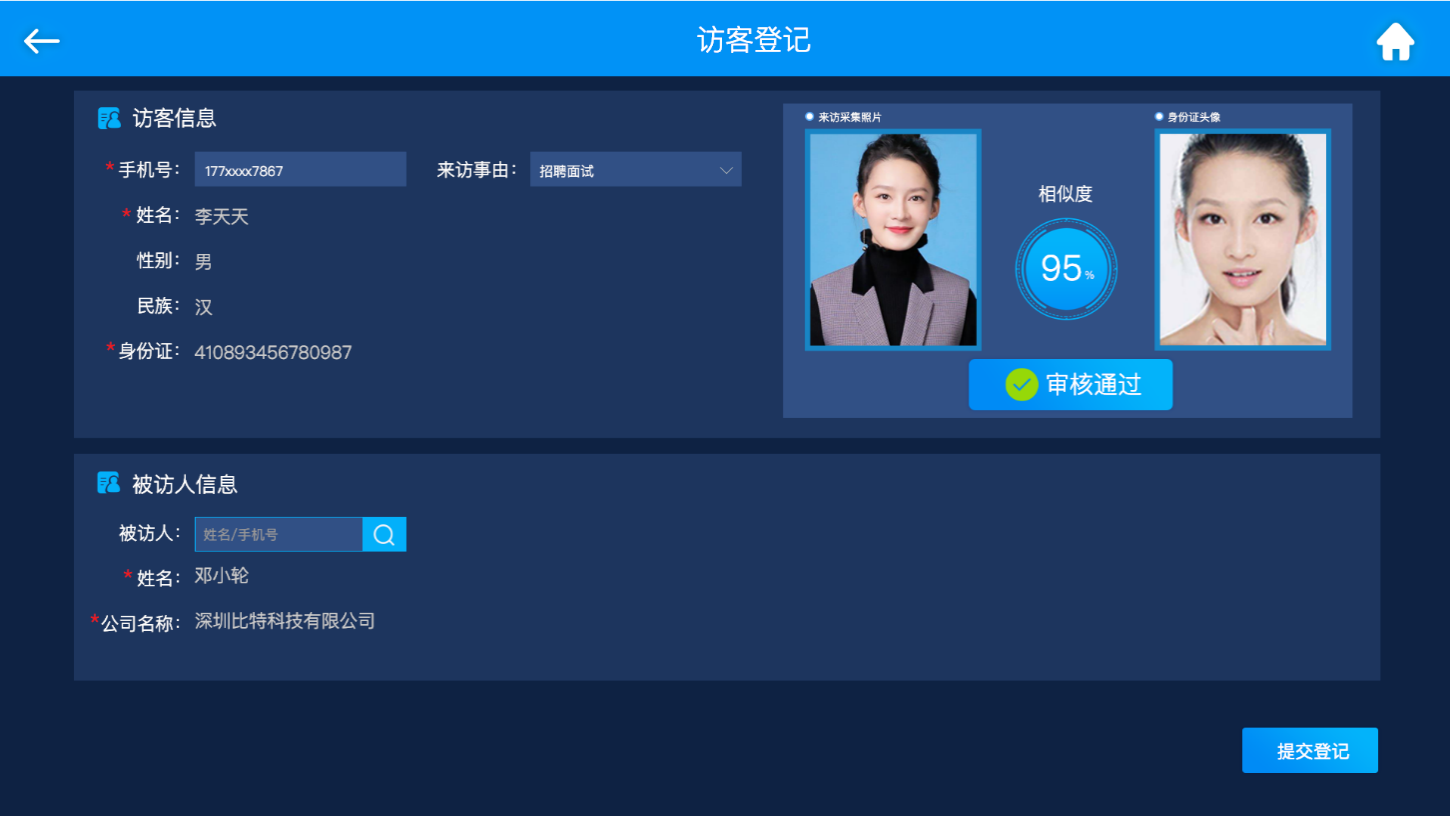 访客登记
访客信息
*手机号： 177xxxx7867 来访事由： 招聘面试
*姓名： 李天天
性别： 男
民族： 汉
*身份证： 410893456780987
来访采集照片
身份证头像
相似度
95%
审核通过
被访人信息
被访人： 姓名/手机号
*姓名： 邓小轮
*公司名称： 深圳比特科技有限公司
提交登记